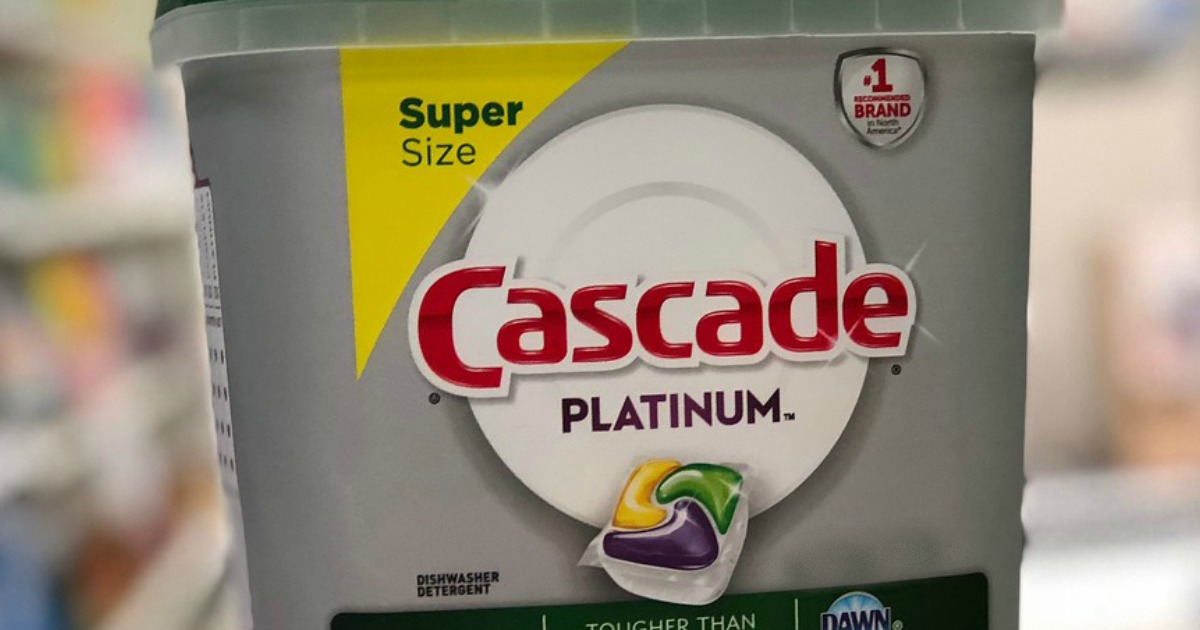 Super
Size
#1
RECOMMENDED
BRAND
in North
America*
Cascade®
®
PLATINUM™
DISHWASHER
DETERGENT
TOUGHER THAN
DAWN®